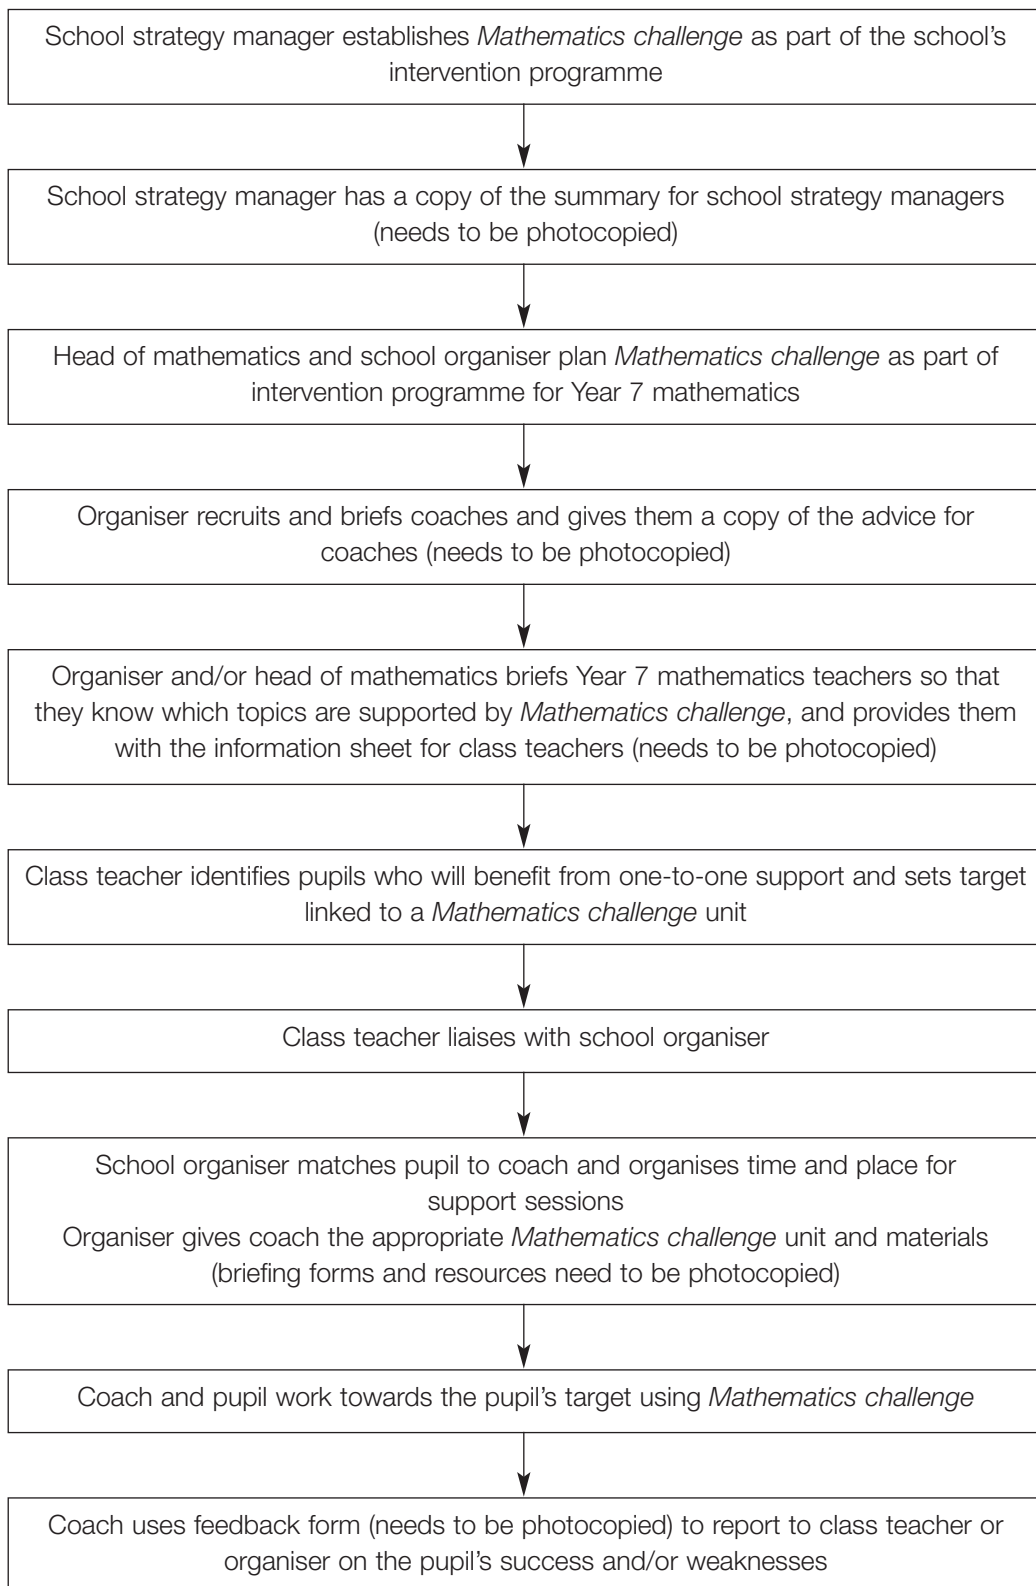 School strategy manager establishes Mathematics challenge as part of the school’s
intervention programme
School strategy manager has a copy of the summary for school strategy managers
(needs to be photocopied)
Head of mathematics and school organiser plan Mathematics challenge as part of
intervention programme for Year 7 mathematics
Organiser recruits and briefs coaches and gives them a copy of the advice for
coaches (needs to be photocopied)
Organiser and/or head of mathematics briefs Year 7 mathematics teachers so that
they know which topics are supported by Mathematics challenge, and provides them
with the information sheet for class teachers (needs to be photocopied)
Class teacher identifies pupils who will benefit from one-to-one support and sets target
linked to a Mathematics challenge unit
Class teacher liaises with school organiser
School organiser matches pupil to coach and organises time and place for
support sessions
Organiser gives coach the appropriate Mathematics challenge unit and materials
(briefing forms and resources need to be photocopied)
Coach and pupil work towards the pupil’s target using Mathematics challenge
Coach uses feedback form (needs to be photocopied) to report to class teacher or
organiser on the pupil’s success and/or weaknesses